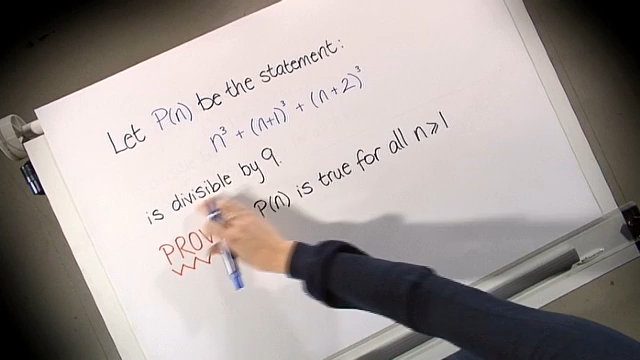 Let P(n) be the statement:
n³ + (n+1)³ + (n+2)³
is divisible by 9.
PROV P(n) is true for all n ⩾ 1